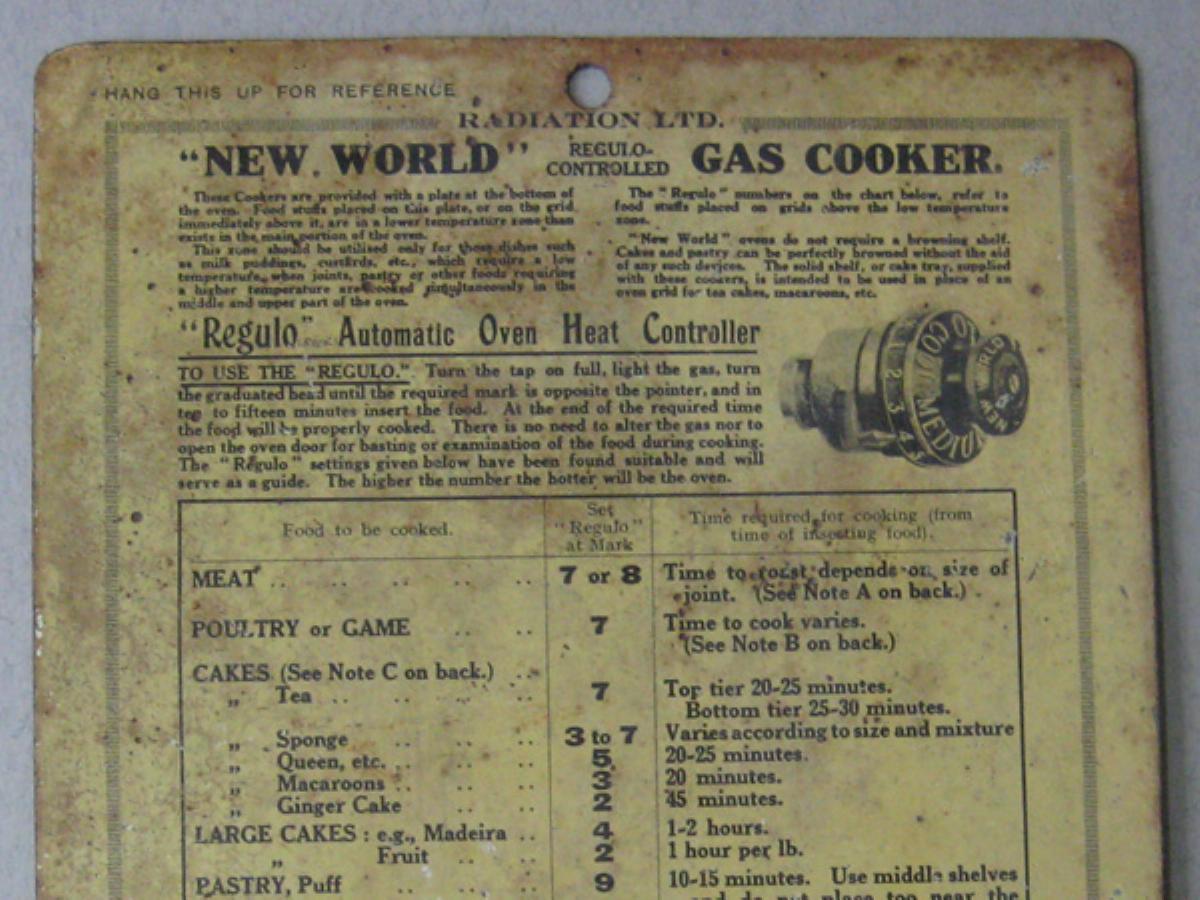 HANG THIS UP FOR REFERENCE
RADIATION LTD.
"NEW WORLD" REGULO-CONTROLLED GAS COOKER.
These Cookers are provided with a plate at the bottom of
the oven. Food stuffs placed on this plate, or on the grid
immediately above it, are in a lower temperature zone than
exists in the main portion of the oven.
This zone should be utilised only for those dishes such
as milk puddings, custards, etc., which require a low
temperature, when joints, pastry or other foods requiring
a higher temperature are cooked simultaneously in the
middle and upper part of the oven.
The "Regulo" numbers on the chart below, refer to
food stuffs placed on grids above the low temperature
zone.
"New World" ovens do not require a browning shelf.
Cakes and pastry can be perfectly browned without the aid
of any such devices. The solid shelf, or cake tray, supplied
with these cookers, is intended to be used in place of an
oven grid for tea cakes, macaroons, etc.
"Regulo" Automatic Oven Heat Controller
TO USE THE "REGULO." Turn the tap on full, light the gas, turn
the graduated head until the required mark is opposite the pointer, and in
ten to fifteen minutes insert the food. At the end of the required time
the food will be properly cooked. There is no need to alter the gas nor to
open the oven door for basting or examination of the food during cooking.
The "Regulo" settings given below have been found suitable and will
serve as a guide. The higher the number the hotter will be the oven.
COLD 1 2 3 4 5 MEDIUM
NEW WORLD
Food to be cooked. Set "Regulo" at Mark Time required for cooking (from
time of inserting food).
MEAT .. .. .. .. .. 7 or 8 Time to roast depends on size of
joint. (See Note A on back.)
POULTRY or GAME .. .. 7 Time to cook varies.
(See Note B on back.)
CAKES (See Note C on back.) ..
„ Tea .. .. .. .. 7 Top tier 20-25 minutes.
Bottom tier 25-30 minutes.
„ Sponge .. .. .. 3 to 7 Varies according to size and mixture
„ Queen, etc. .. .. .. 5 20-25 minutes.
„ Macaroons .. .. .. 3 20 minutes.
„ Ginger Cake .. .. 2 45 minutes.
LARGE CAKES : e.g., Madeira .. 4 1-2 hours.
„ Fruit .. .. 2 1 hour per lb.
PASTRY, Puff .. .. .. 9 10-15 minutes. Use middle shelves
and do not place too near the